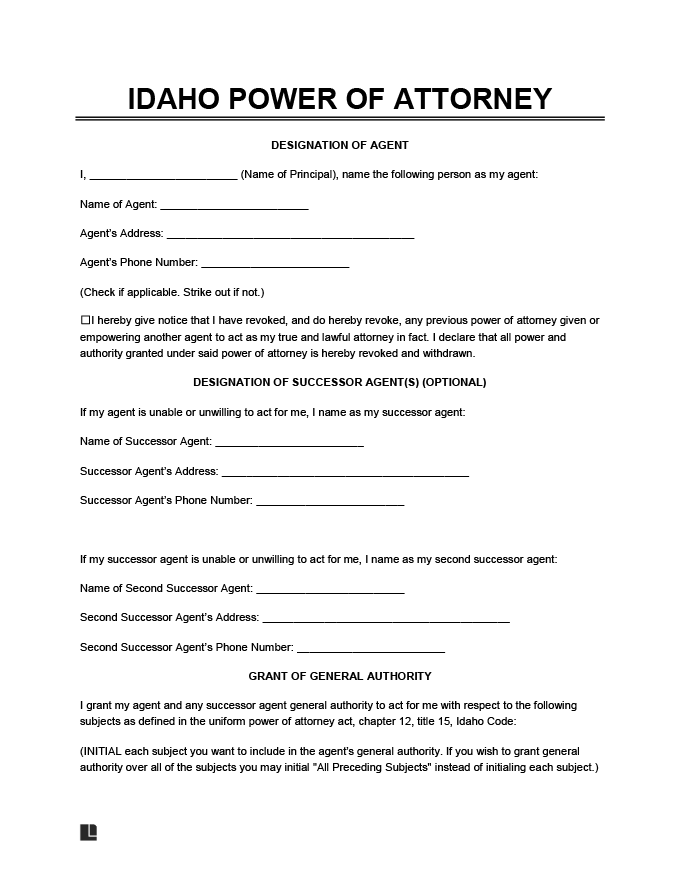 IDAHO POWER OF ATTORNEY
DESIGNATION OF AGENT
I, ________________________ (Name of Principal), name the following person as my agent:
Name of Agent: ________________________
Agent's Address: ________________________________________
Agent's Phone Number: ________________________
(Check if applicable. Strike out if not.)
☐I hereby give notice that I have revoked, and do hereby revoke, any previous power of attorney given or
empowering another agent to act as my true and lawful attorney in fact. I declare that all power and
authority granted under said power of attorney is hereby revoked and withdrawn.
DESIGNATION OF SUCCESSOR AGENT(S) (OPTIONAL)
If my agent is unable or unwilling to act for me, I name as my successor agent:
Name of Successor Agent: ________________________
Successor Agent's Address: ________________________________________
Successor Agent's Phone Number: ________________________
If my successor agent is unable or unwilling to act for me, I name as my second successor agent:
Name of Second Successor Agent: ________________________
Second Successor Agent's Address: ________________________________________
Second Successor Agent's Phone Number: ________________________
GRANT OF GENERAL AUTHORITY
I grant my agent and any successor agent general authority to act for me with respect to the following
subjects as defined in the uniform power of attorney act, chapter 12, title 15, Idaho Code:
(INITIAL each subject you want to include in the agent's general authority. If you wish to grant general
authority over all of the subjects you may initial "All Preceding Subjects" instead of initialing each subject.)